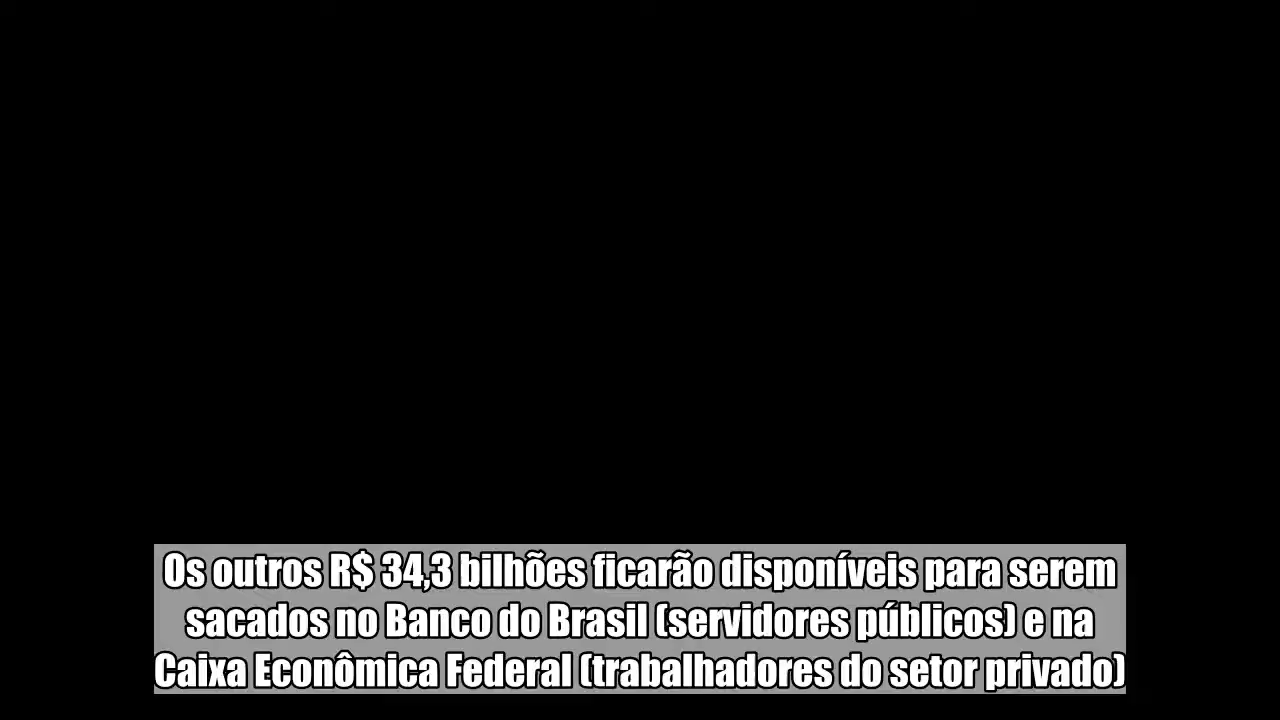 Os outros R$ 34,3 bilhões ficarão disponíveis para serem
sacados no Banco do Brasil (servidores públicos) e na
Caixa Econômica Federal (trabalhadores do setor privado)